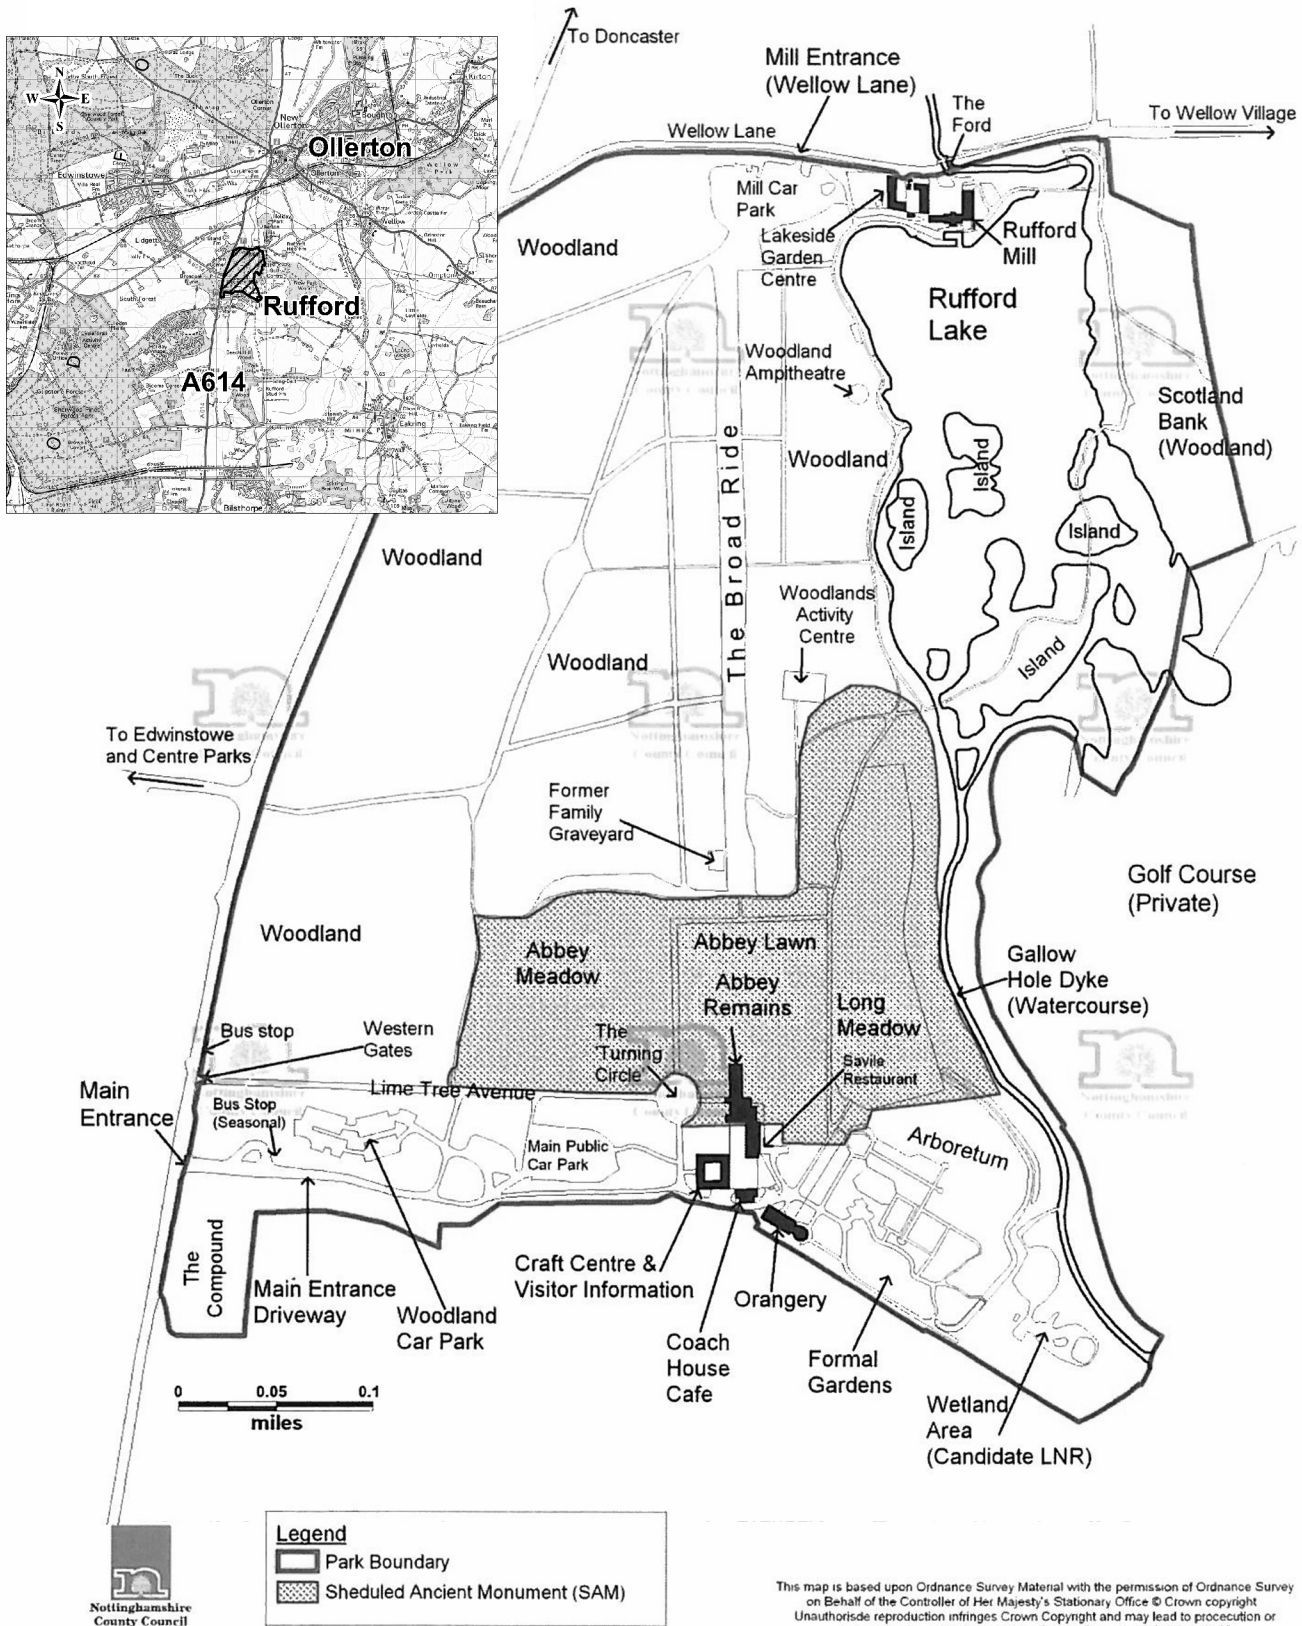 To Doncaster
Mill Entrance
(Wellow Lane)
The
Ford
To Wellow Village
Wellow Lane
N
W E
S
New
Ollerton
Ollerton
Ollerton
Edwinstowe
Wellow
Rufford
A614
Eakring
Bilsthorpe
Kirton
Woodland
Mill Car
Park
Lakeside
Garden
Centre
Rufford
Mill
Rufford
Lake
Woodland
Ampitheatre
Scotland
Bank
(Woodland)
The Broad Ride
Woodland
Island
Island
Island
Woodland
Woodlands
Activity
Centre
Woodland
Island
To Edwinstowe
and Centre Parks
Former
Family
Graveyard
Golf Course
(Private)
Woodland
Abbey
Meadow
Abbey Lawn
Abbey
Remains
Long
Meadow
Gallow
Hole Dyke
(Watercourse)
Bus stop
Western
Gates
The
'Turning
Circle'
Savile
Restaurant
Main
Entrance
Lime Tree Avenue
Bus Stop
(Seasonal)
Main Public
Car Park
Arboretum
The
Compound
Main Entrance
Driveway
Woodland
Car Park
Craft Centre &
Visitor Information
Orangery
Coach
House
Cafe
Formal
Gardens
Wetland
Area
(Candidate LNR)
0 0.05 0.1
miles
Legend
Park Boundary
Sheduled Ancient Monument (SAM)
Nottinghamshire
County Council
This map is based upon Ordnance Survey Material with the permission of Ordnance Survey
on Behalf of the Controller of Her Majesty's Stationary Office © Crown copyright
Unauthorisde reproduction infringes Crown Copyright and may lead to procecution or